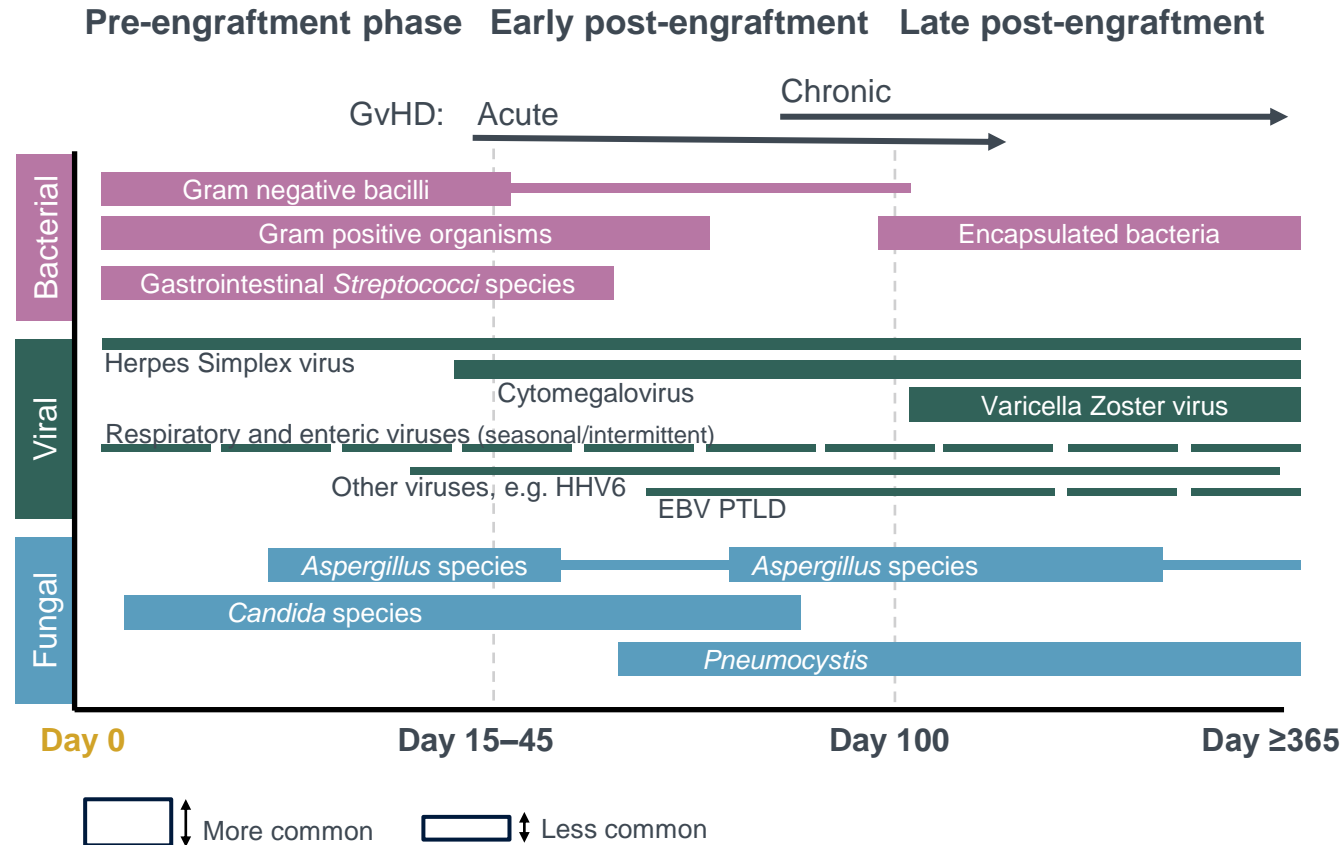 Pre-engraftment phase Early post-engraftment Late post-engraftment
Chronic
GvHD: Acute
Bacterial
Gram negative bacilli
Gram positive organisms
Encapsulated bacteria
Gastrointestinal Streptococci species
Viral
Herpes Simplex virus
Cytomegalovirus
Varicella Zoster virus
Respiratory and enteric viruses (seasonal/intermittent)
Other viruses, e.g. HHV6
EBV PTLD
Fungal
Aspergillus species
Aspergillus species
Candida species
Pneumocystis
Day 0
Day 15–45
Day 100
Day ≥365
More common
Less common